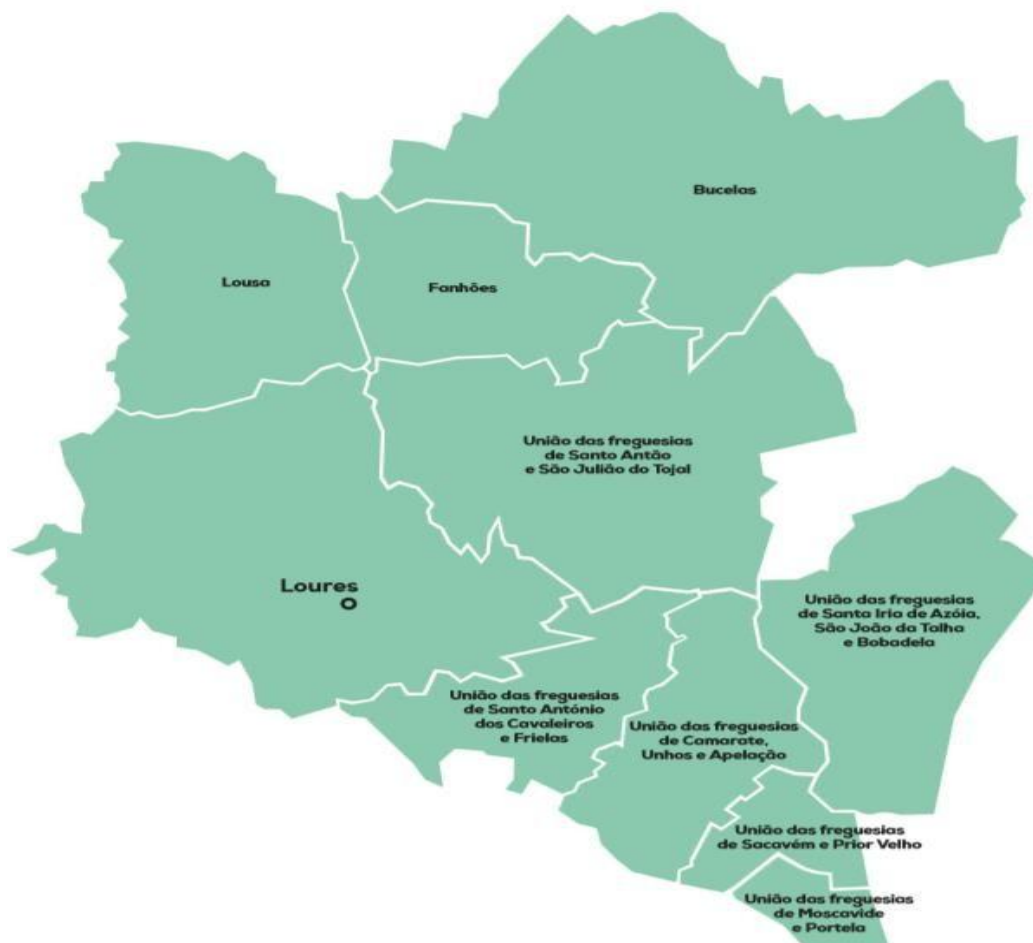 Bucelas
Lousa
Fanhões
União das freguesias
de Santo Antão
e São Julião do Tojal
Loures
União das freguesias
de Santa Iria de Azóia,
São João da Talha
e Bobadela
União das freguesias
de Santo António
dos Cavaleiros
e Frielas
União das freguesias
de Camarate,
Unhos e Apelação
União das freguesias
de Sacavém e Prior Velho
União das freguesias
de Moscavide
e Portela